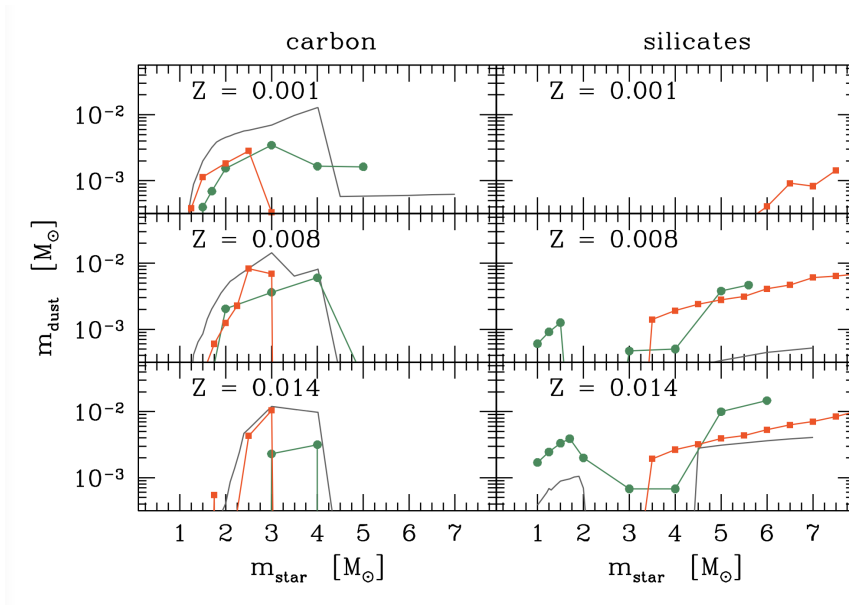 carbon silicates
Z = 0.001 Z = 0.001
10⁻²
10⁻³
Z = 0.008 Z = 0.008
10⁻²
10⁻³
m_dust [M_⊙]
Z = 0.014 Z = 0.014
10⁻²
10⁻³
1 2 3 4 5 6 7 1 2 3 4 5 6 7
m_star [M_⊙] m_star [M_⊙]